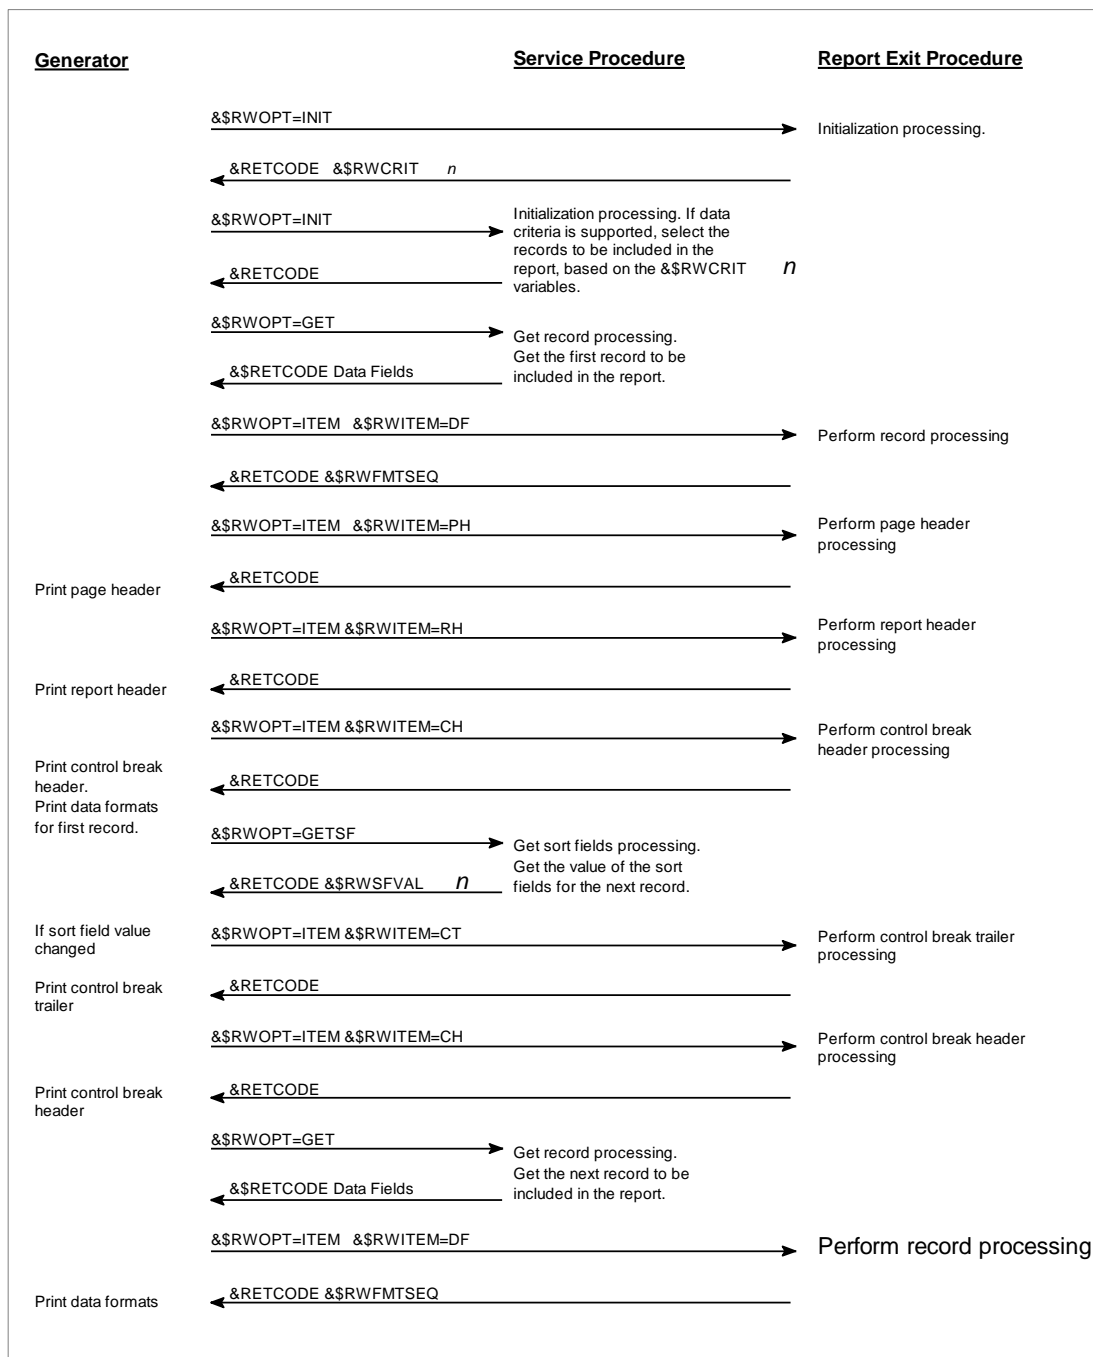 Generator Service Procedure Report Exit Procedure
&$RWOPT=INIT
Initialization processing.
&RETCODE &$RWCRIT n
&$RWOPT=INIT
Initialization processing. If data
criteria is supported, select the
records to be included in the
report, based on the &$RWCRIT n
variables.
&RETCODE
&$RWOPT=GET
Get record processing.
Get the first record to be
included in the report.
&$RETCODE Data Fields
&$RWOPT=ITEM &$RWITEM=DF
Perform record processing
&RETCODE &$RWFMTSEQ
&$RWOPT=ITEM &$RWITEM=PH
Perform page header
processing
&RETCODE
Print page header
&$RWOPT=ITEM &$RWITEM=RH
Perform report header
processing
&RETCODE
Print report header
&$RWOPT=ITEM &$RWITEM=CH
Perform control break
header processing
Print control break
header.
Print data formats
for first record.
&RETCODE
&$RWOPT=GETSF
Get sort fields processing.
Get the value of the sort
fields for the next record.
&RETCODE &$RWSFVAL n
If sort field value
changed
&$RWOPT=ITEM &$RWITEM=CT
Perform control break trailer
processing
Print control break
trailer
&RETCODE
&$RWOPT=ITEM &$RWITEM=CH
Perform control break header
processing
Print control break
header
&RETCODE
&$RWOPT=GET
Get record processing.
Get the next record to be
included in the report.
&$RETCODE Data Fields
&$RWOPT=ITEM &$RWITEM=DF
Perform record processing
Print data formats
&RETCODE &$RWFMTSEQ